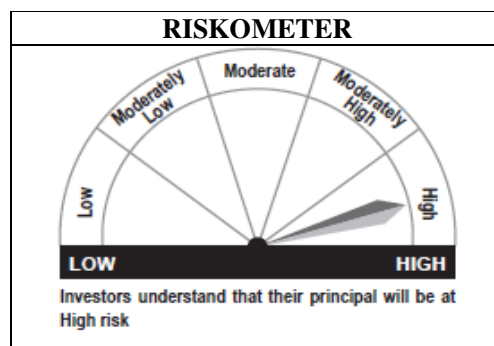 RISKOMETER
Low
Moderately
Low
Moderate
Moderately
High
High
LOW HIGH
Investors understand that their principal will be at
High risk